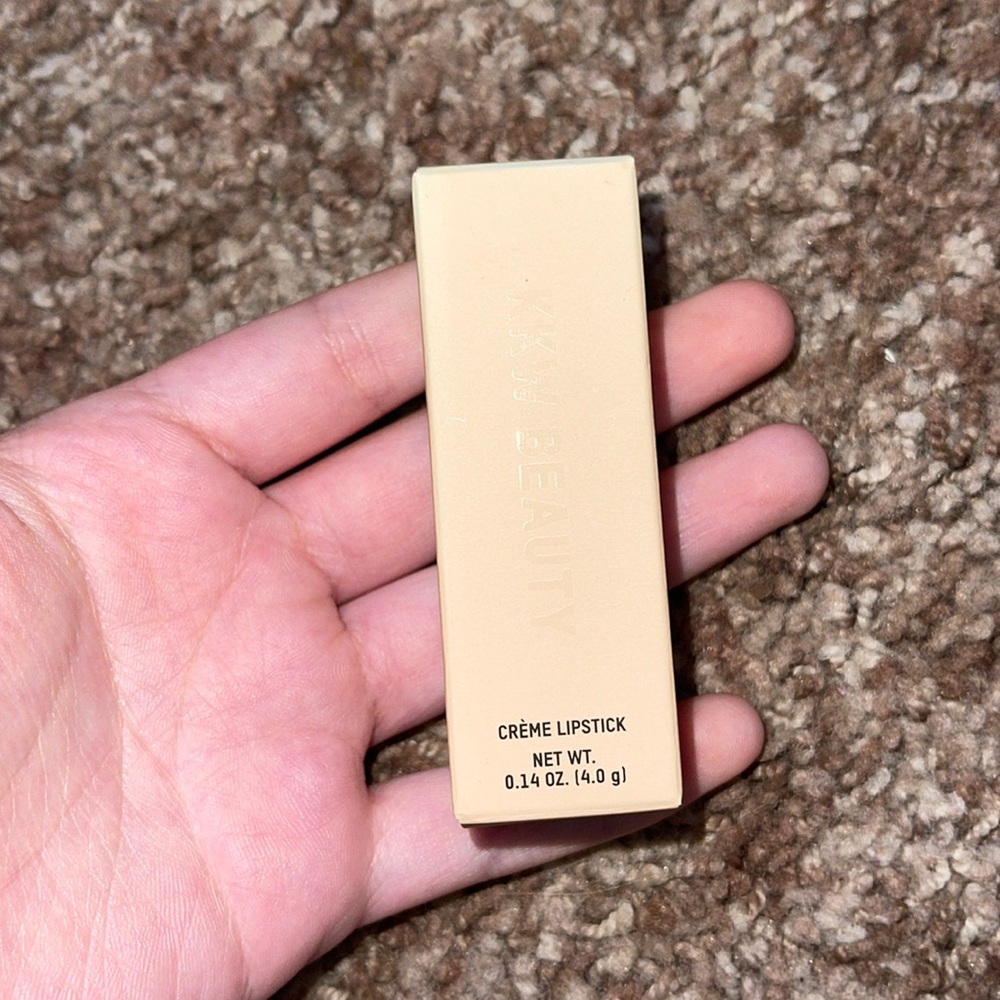 KKW BEAUTY
CRÈME LIPSTICK
NET WT.
0.14 OZ. (4.0 g)